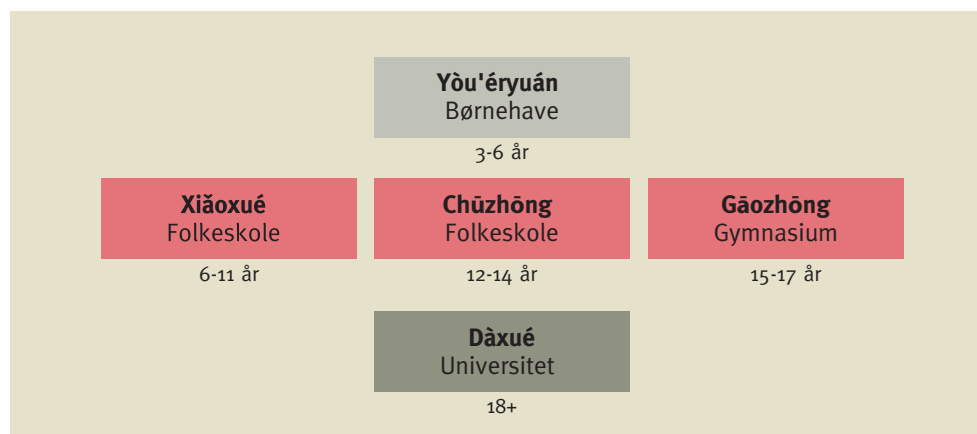 Yòu'éryuán
Børnehave
3-6 år
Xiǎoxué
Folkeskole
6-11 år
Chūzhōng
Folkeskole
12-14 år
Gāozhōng
Gymnasium
15-17 år
Dàxué
Universitet
18+